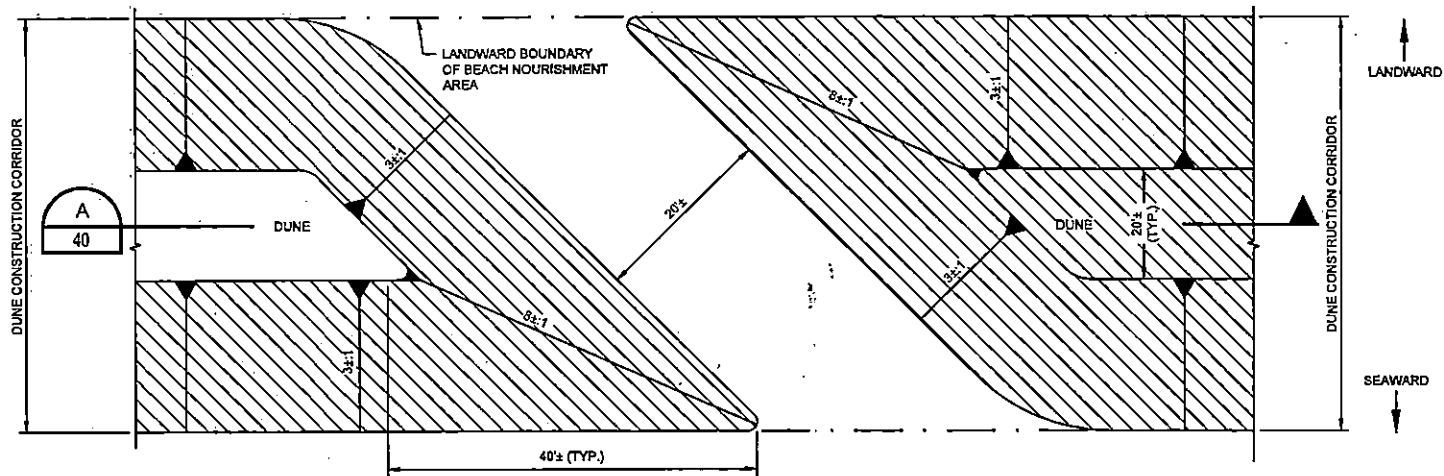 DUNE CONSTRUCTION CORRIDOR
A
40
DUNE
3±:1
3±:1
8±:1
40'± (TYP.)
LANDWARD BOUNDARY
OF BEACH NOURISHMENT
AREA
20'±
8±:1
3±:1
3±:1
DUNE
20'±
(TYP.)
DUNE CONSTRUCTION CORRIDOR
LANDWARD
SEAWARD